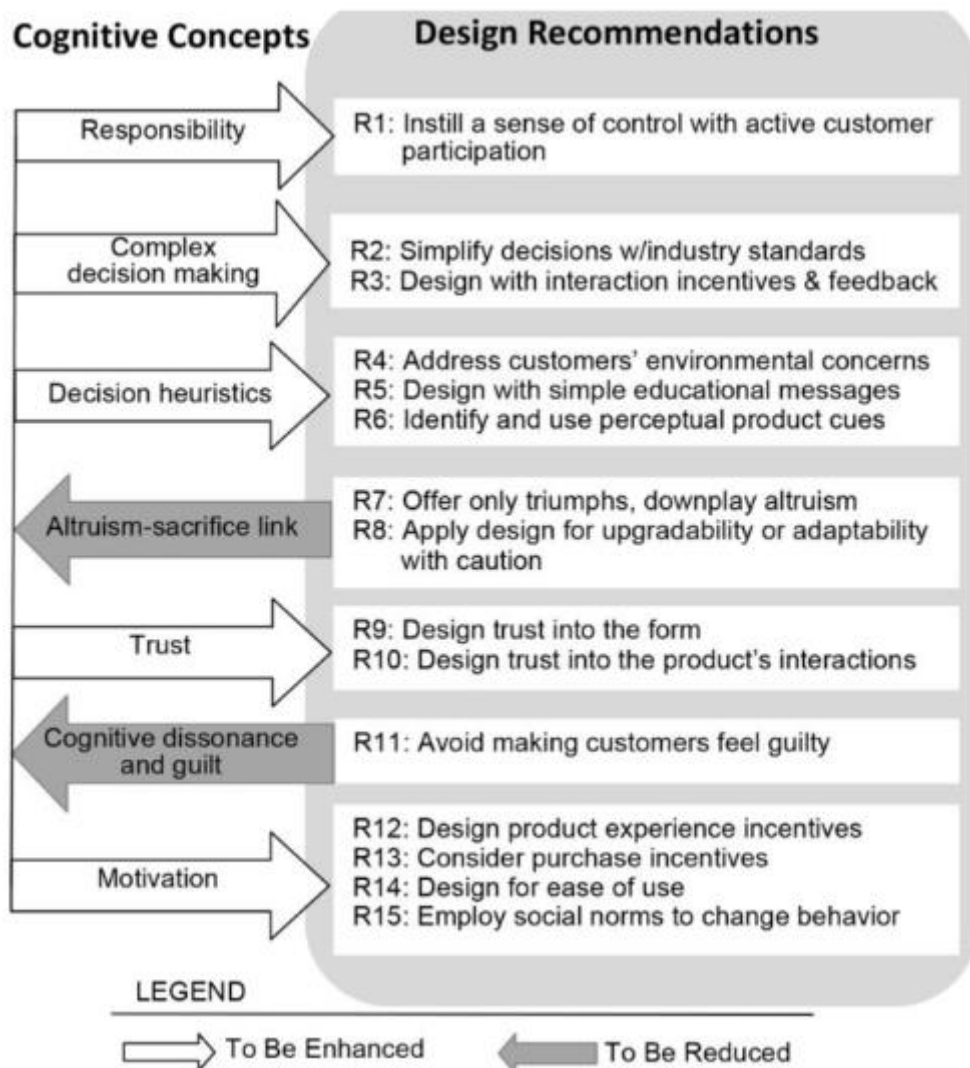 Cognitive Concepts
Design Recommendations
Responsibility
R1: Instill a sense of control with active customer
participation
Complex
decision making
R2: Simplify decisions w/industry standards
R3: Design with interaction incentives & feedback
Decision heuristics
R4: Address customers' environmental concerns
R5: Design with simple educational messages
R6: Identify and use perceptual product cues
Altruism-sacrifice link
R7: Offer only triumphs, downplay altruism
R8: Apply design for upgradability or adaptability
with caution
Trust
R9: Design trust into the form
R10: Design trust into the product's interactions
Cognitive dissonance
and guilt
R11: Avoid making customers feel guilty
Motivation
R12: Design product experience incentives
R13: Consider purchase incentives
R14: Design for ease of use
R15: Employ social norms to change behavior
LEGEND
To Be Enhanced
To Be Reduced